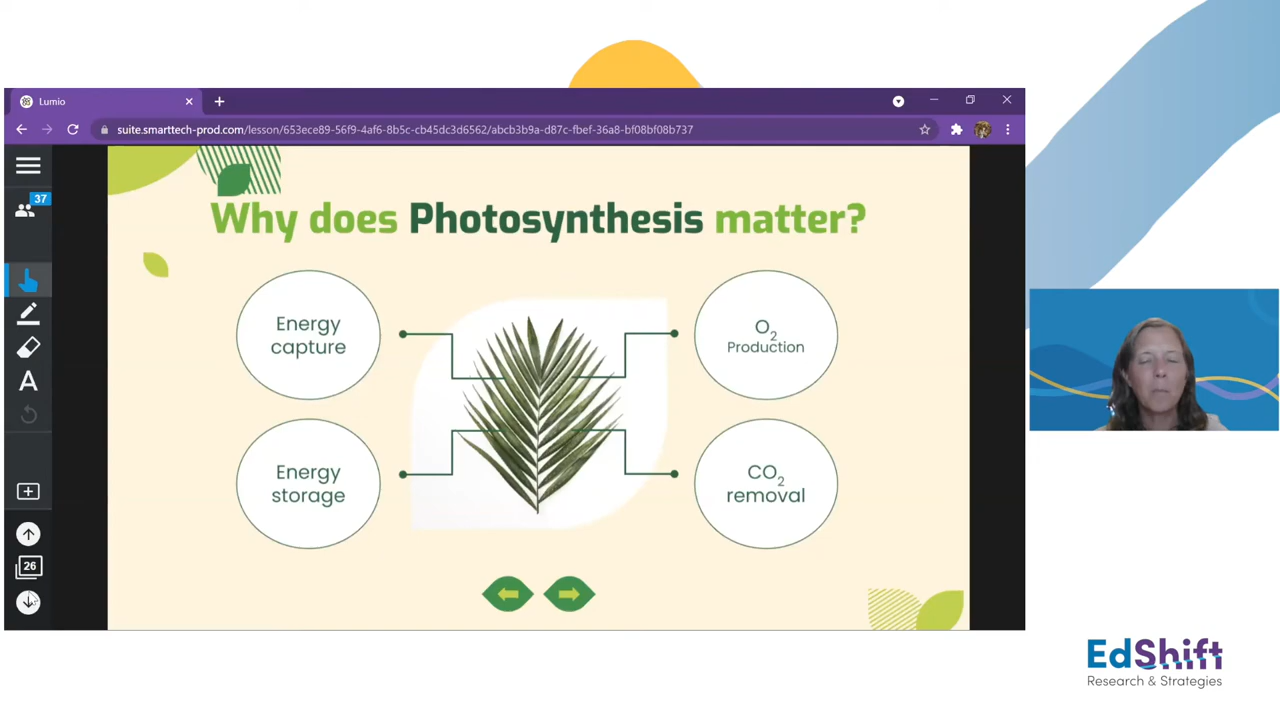 Lumio
suite.smarttech-prod.com/lesson/653ece89-56f9-4af6-8b5c-cb45dc3d6562/abcb3b9a-d87c-fbef-36a8-bf08bf08b737
37
Why does Photosynthesis matter?
Energy
capture
O₂
Production
Energy
storage
CO₂
removal
A
26
EdShift
Research & Strategies